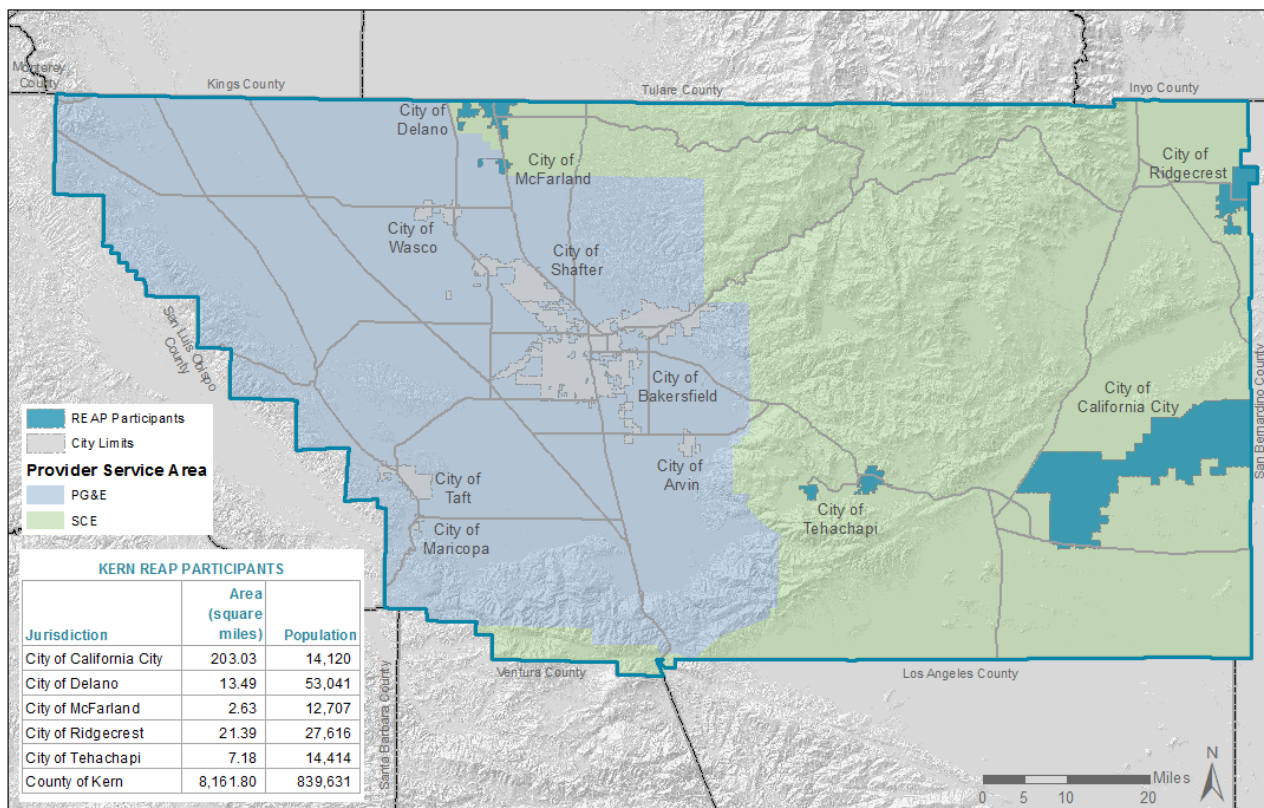 Monterey
County
Kings County
Tulare County
Inyo County
City of
Delano
City of
McFarland
City of
Ridgecrest
City of
Wasco
City of
Shafter
San Luis Obispo
County
City of
Bakersfield
City of
California City
San Bernardino County
City of
Arvin
City of
Taft
City of
Tehachapi
City of
Maricopa
REAP Participants
City Limits
Provider Service Area
PG&E
SCE
KERN REAP PARTICIPANTS
Jurisdiction Area (square miles) Population
City of California City 203.03 14,120
City of Delano 13.49 53,041
City of McFarland 2.63 12,707
City of Ridgecrest 21.39 27,616
City of Tehachapi 7.18 14,414
County of Kern 8,161.80 839,631
Santa Barbara County
Ventura County
Los Angeles County
N
Miles
0 5 10 20